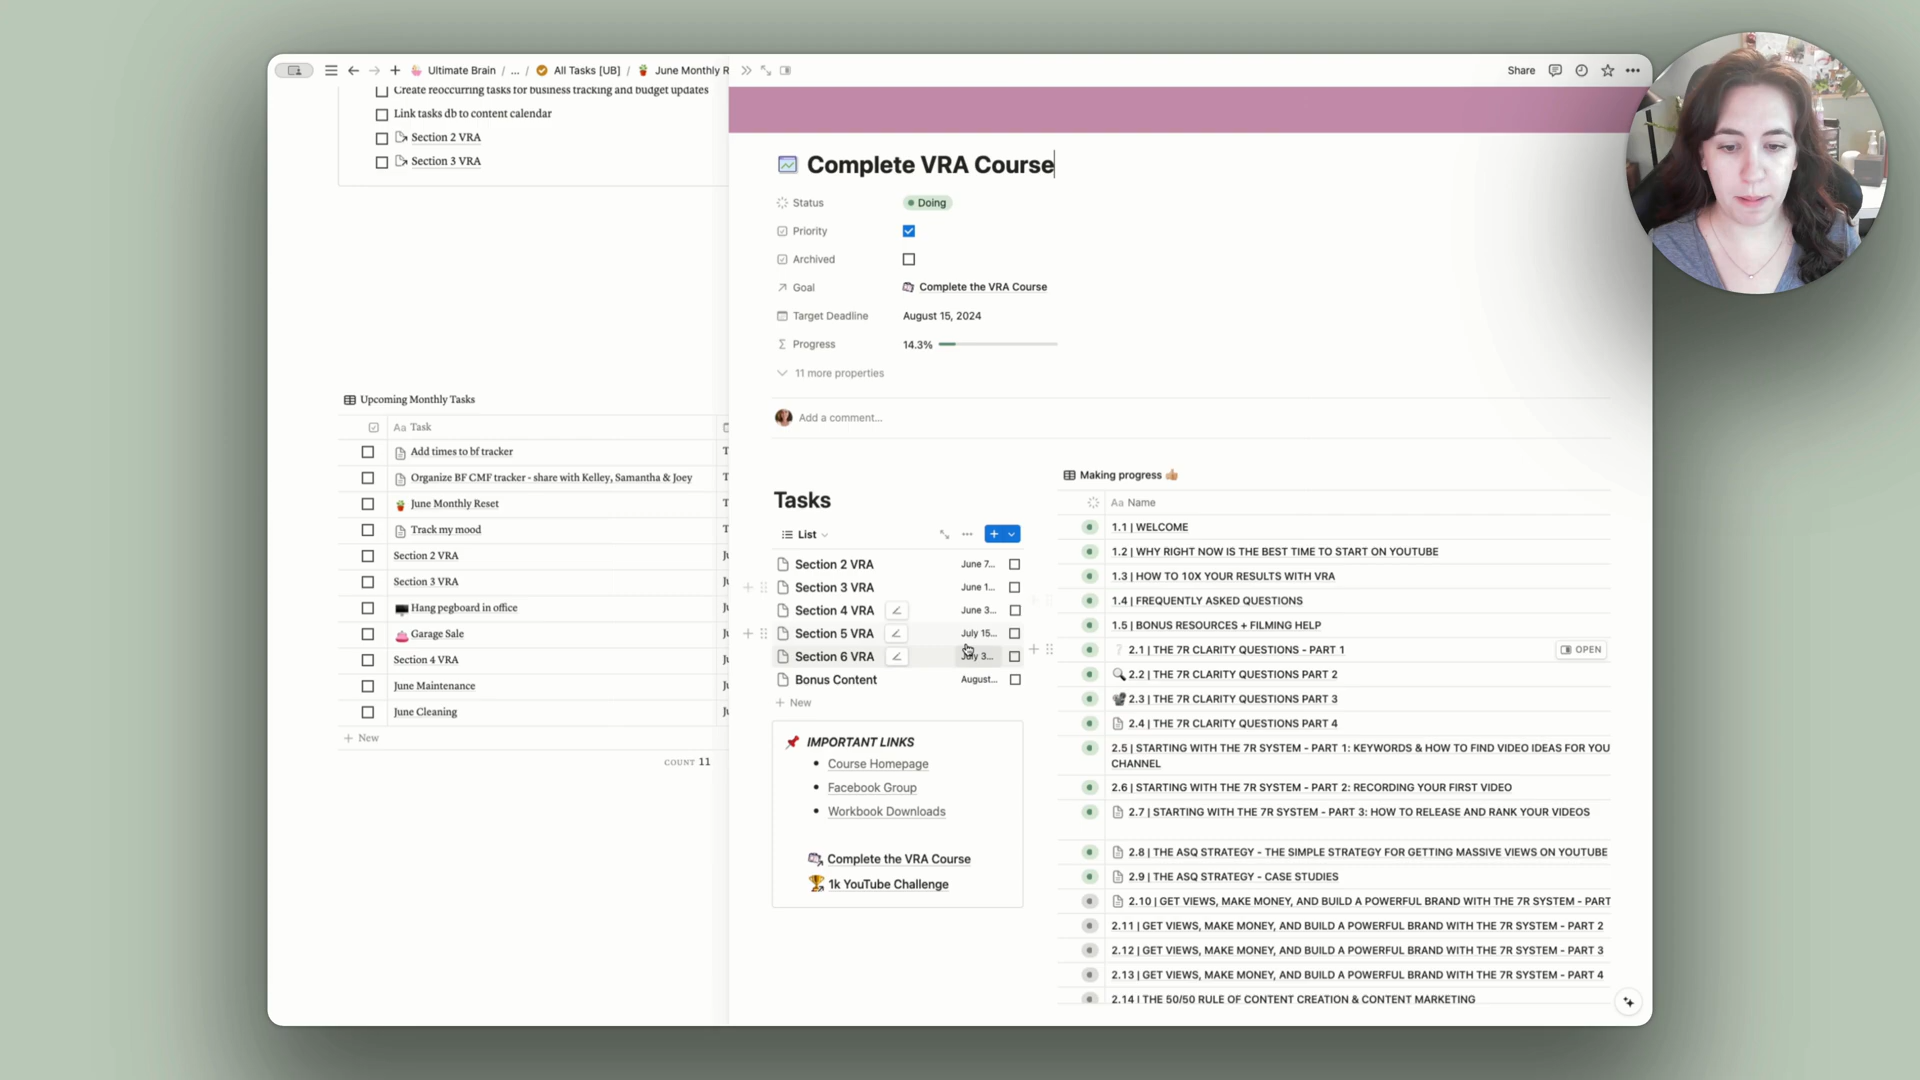 Ultimate Brain / ... / All Tasks [UB] / June Monthly R
Create reoccurring tasks for business tracking and budget updates
Link tasks db to content calendar
Section 2 VRA
Section 3 VRA
Upcoming Monthly Tasks
Aa Task
Add times to bf tracker
Organize BF CMF tracker - share with Kelley, Samantha & Joey
June Monthly Reset
Track my mood
Section 2 VRA
Section 3 VRA
Hang pegboard in office
Garage Sale
Section 4 VRA
June Maintenance
June Cleaning
+ New
COUNT 11
Share
Complete VRA Course
Status Doing
Priority
Archived
Goal Complete the VRA Course
Target Deadline August 15, 2024
Progress 14.3%
11 more properties
Add a comment...
Tasks
List
Section 2 VRA June 7...
Section 3 VRA June 1...
Section 4 VRA June 3...
Section 5 VRA July 15...
Section 6 VRA July 3...
Bonus Content August...
+ New
IMPORTANT LINKS
• Course Homepage
• Facebook Group
• Workbook Downloads
Complete the VRA Course
1k YouTube Challenge
Making progress 👍🏼
Aa Name
1.1 | WELCOME
1.2 | WHY RIGHT NOW IS THE BEST TIME TO START ON YOUTUBE
1.3 | HOW TO 10X YOUR RESULTS WITH VRA
1.4 | FREQUENTLY ASKED QUESTIONS
1.5 | BONUS RESOURCES + FILMING HELP
2.1 | THE 7R CLARITY QUESTIONS - PART 1 OPEN
2.2 | THE 7R CLARITY QUESTIONS PART 2
2.3 | THE 7R CLARITY QUESTIONS PART 3
2.4 | THE 7R CLARITY QUESTIONS PART 4
2.5 | STARTING WITH THE 7R SYSTEM - PART 1: KEYWORDS & HOW TO FIND VIDEO IDEAS FOR YOU
CHANNEL
2.6 | STARTING WITH THE 7R SYSTEM - PART 2: RECORDING YOUR FIRST VIDEO
2.7 | STARTING WITH THE 7R SYSTEM - PART 3: HOW TO RELEASE AND RANK YOUR VIDEOS
2.8 | THE ASQ STRATEGY - THE SIMPLE STRATEGY FOR GETTING MASSIVE VIEWS ON YOUTUBE
2.9 | THE ASQ STRATEGY - CASE STUDIES
2.10 | GET VIEWS, MAKE MONEY, AND BUILD A POWERFUL BRAND WITH THE 7R SYSTEM - PART
2.11 | GET VIEWS, MAKE MONEY, AND BUILD A POWERFUL BRAND WITH THE 7R SYSTEM - PART 2
2.12 | GET VIEWS, MAKE MONEY, AND BUILD A POWERFUL BRAND WITH THE 7R SYSTEM - PART 3
2.13 | GET VIEWS, MAKE MONEY, AND BUILD A POWERFUL BRAND WITH THE 7R SYSTEM - PART 4
2.14 | THE 50/50 RULE OF CONTENT CREATION & CONTENT MARKETING